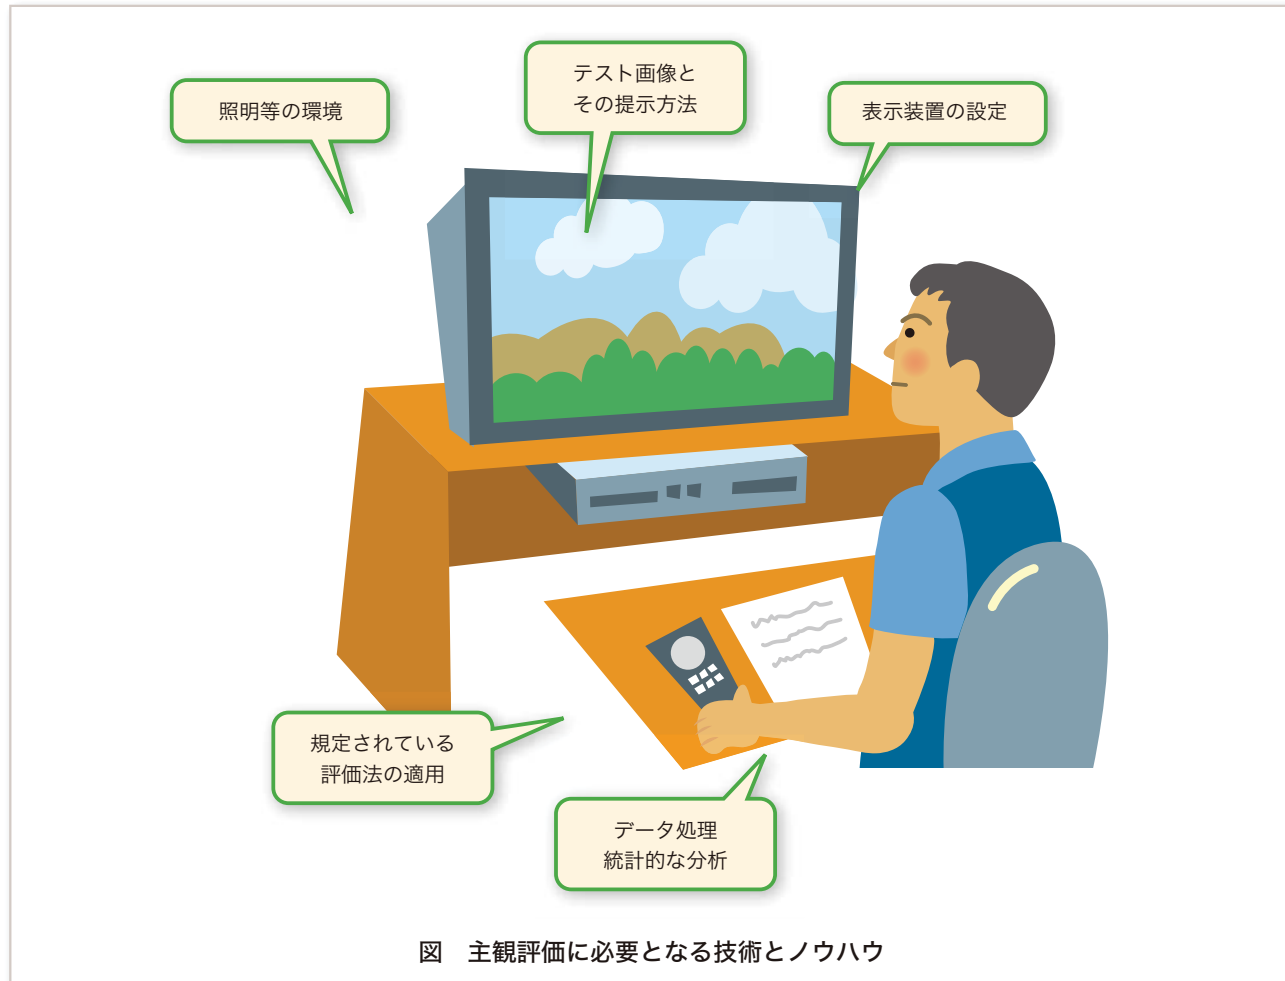 照明等の環境
テスト画像と
その提示方法
表示装置の設定
規定されている
評価法の適用
データ処理
統計的な分析
図　主観評価に必要となる技術とノウハウ